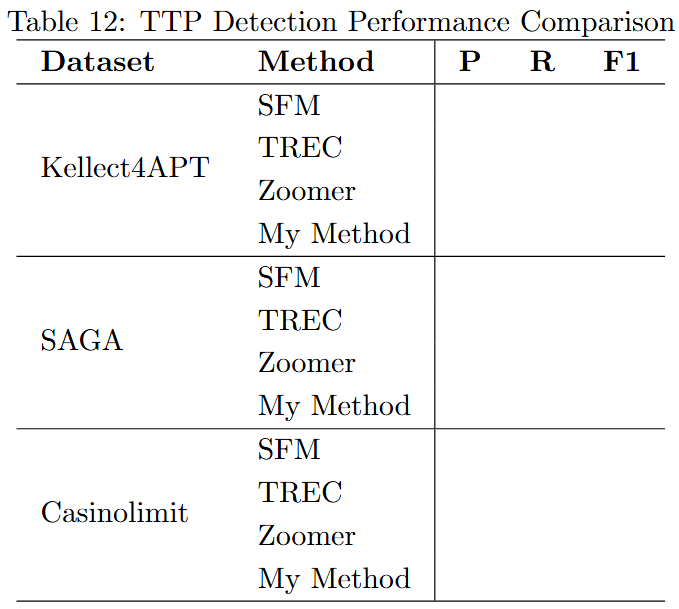 Table 12: TTP Detection Performance Comparison
Dataset Method P R F1
SFM
TREC
Kellect4APT
Zoomer
My Method
SFM
TREC
SAGA
Zoomer
My Method
SFM
TREC
Casinolimit
Zoomer
My Method